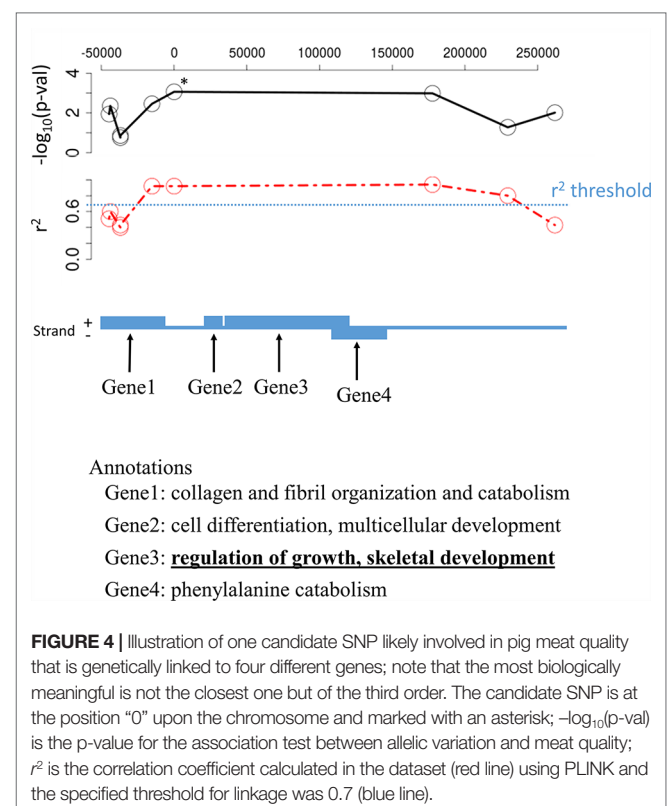 -50000 0 50000 100000 150000 200000 250000
*
-log10(p-val)
4
2
0
r² threshold
r²
0.6
0.0
Strand
+
-
Gene1 Gene2 Gene3 Gene4
Annotations
Gene1: collagen and fibril organization and catabolism
Gene2: cell differentiation, multicellular development
Gene3: regulation of growth, skeletal development
Gene4: phenylalanine catabolism
FIGURE 4 | Illustration of one candidate SNP likely involved in pig meat quality
that is genetically linked to four different genes; note that the most biologically
meaningful is not the closest one but of the third order. The candidate SNP is at
the position “0” upon the chromosome and marked with an asterisk; –log10(p-val)
is the p-value for the association test between allelic variation and meat quality;
r² is the correlation coefficient calculated in the dataset (red line) using PLINK and
the specified threshold for linkage was 0.7 (blue line).